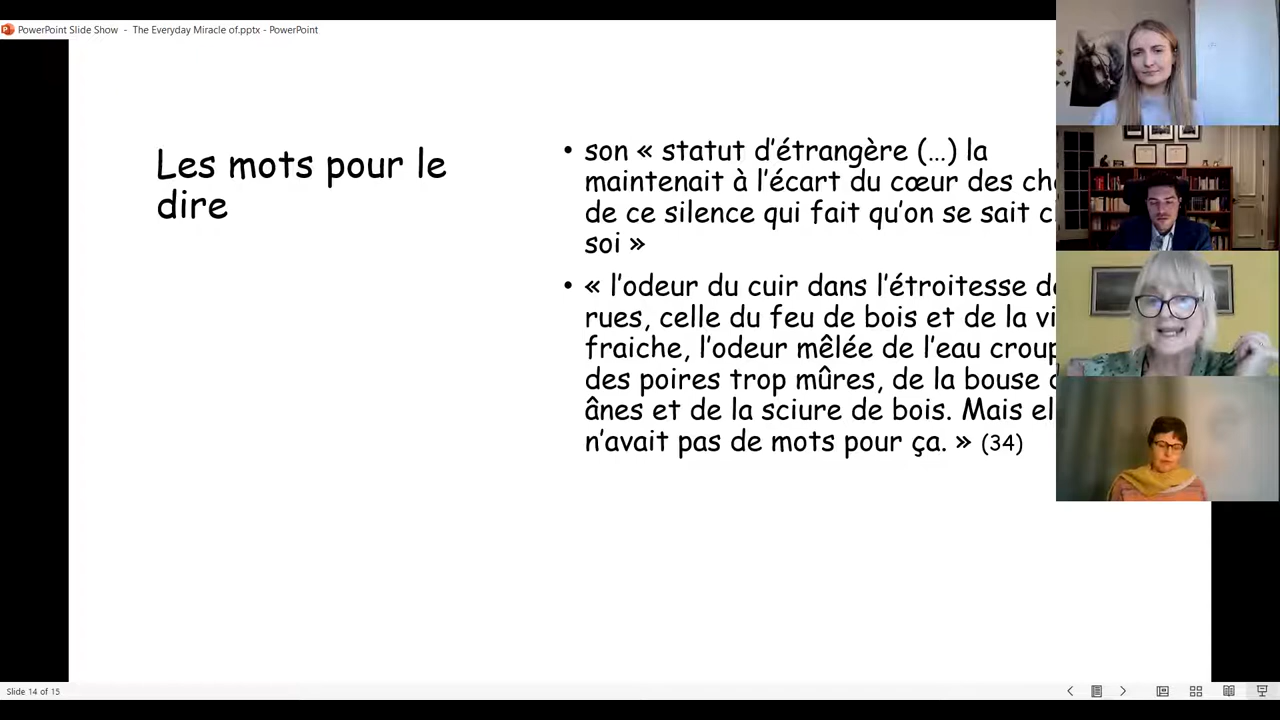 PowerPoint Slide Show - The Everyday Miracle of.pptx - PowerPoint
Les mots pour le
dire
• son « statut d’étrangère (…) la
maintenait à l’écart du cœur des
de ce silence qui fait qu’on se sait
soi »
• « l’odeur du cuir dans l’étroitesse
rues, celle du feu de bois et de la
fraiche, l’odeur mêlée de l’eau
des poires trop mûres, de la bouse
ânes et de la sciure de bois. Mais
n’avait pas de mots pour ça. » (34)
Slide 14 of 15